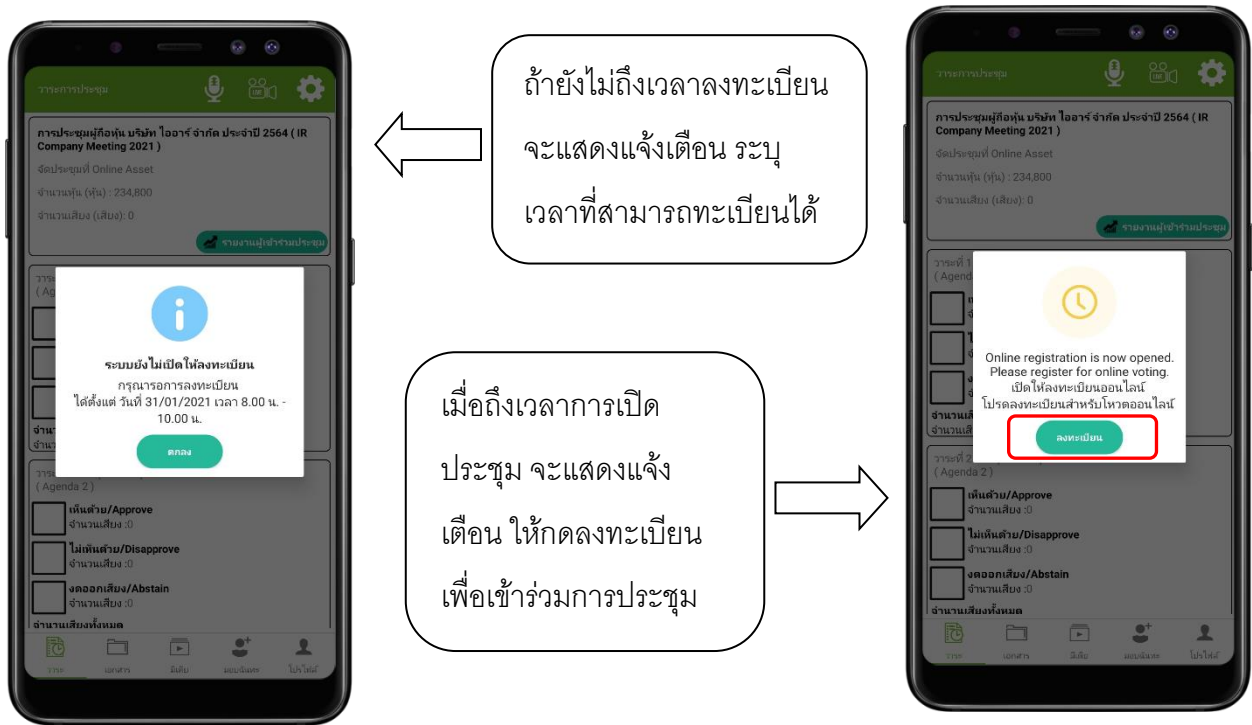 วาระการประชุม
การประชุมผู้ถือหุ้น บริษัท ไออาร์ จำกัด ประจำปี 2564 ( IR
Company Meeting 2021 )
จัดประชุมที่ Online Asset
จำนวนหุ้น (หุ้น) : 234,800
จำนวนเสียง (เสียง): 0
รายงานผู้เข้าร่วมประชุม
ระบบยังไม่เปิดให้ลงทะเบียน
กรุณารอการลงทะเบียน
ได้ตั้งแต่ วันที่ 31/01/2021 เวลา 8.00 น. -
10.00 น.
ตกลง
( Agenda 2 )
เห็นด้วย/Approve
จำนวนเสียง :0
ไม่เห็นด้วย/Disapprove
จำนวนเสียง :0
งดออกเสียง/Abstain
จำนวนเสียง :0
จำนวนเสียงทั้งหมด
วาระ เอกสาร มีเดีย มอบฉันทะ โปรไฟล์
ถ้ายังไม่ถึงเวลาลงทะเบียน
จะแสดงแจ้งเตือน ระบุ
เวลาที่สามารถทะเบียนได้
เมื่อถึงเวลาการเปิด
ประชุม จะแสดงแจ้ง
เตือน ให้กดลงทะเบียน
เพื่อเข้าร่วมการประชุม
วาระการประชุม
การประชุมผู้ถือหุ้น บริษัท ไออาร์ จำกัด ประจำปี 2564 ( IR
Company Meeting 2021 )
จัดประชุมที่ Online Asset
จำนวนหุ้น (หุ้น) : 234,800
จำนวนเสียง (เสียง): 0
รายงานผู้เข้าร่วมประชุม
วาระที่ 1
Online registration is now opened.
Please register for online voting.
เปิดให้ลงทะเบียนออนไลน์
โปรดลงทะเบียนสำหรับโหวตออนไลน์
ลงทะเบียน
วาระที่ 2
( Agenda 2 )
เห็นด้วย/Approve
จำนวนเสียง :0
ไม่เห็นด้วย/Disapprove
จำนวนเสียง :0
งดออกเสียง/Abstain
จำนวนเสียง :0
จำนวนเสียงทั้งหมด
วาระ เอกสาร มีเดีย มอบฉันทะ โปรไฟล์